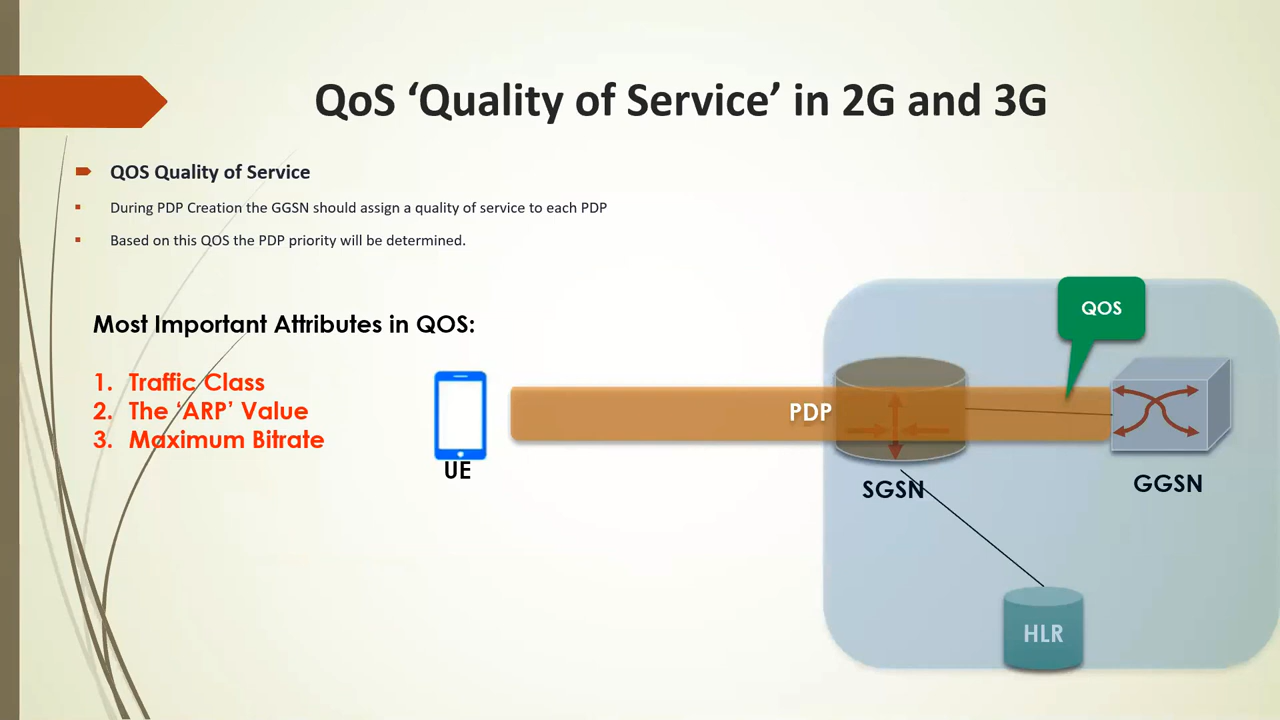 QoS ‘Quality of Service’ in 2G and 3G
QOS Quality of Service
During PDP Creation the GGSN should assign a quality of service to each PDP
Based on this QOS the PDP priority will be determined.
Most Important Attributes in QOS:
1. Traffic Class
2. The ‘ARP’ Value
3. Maximum Bitrate
UE
PDP
SGSN
QOS
GGSN
HLR